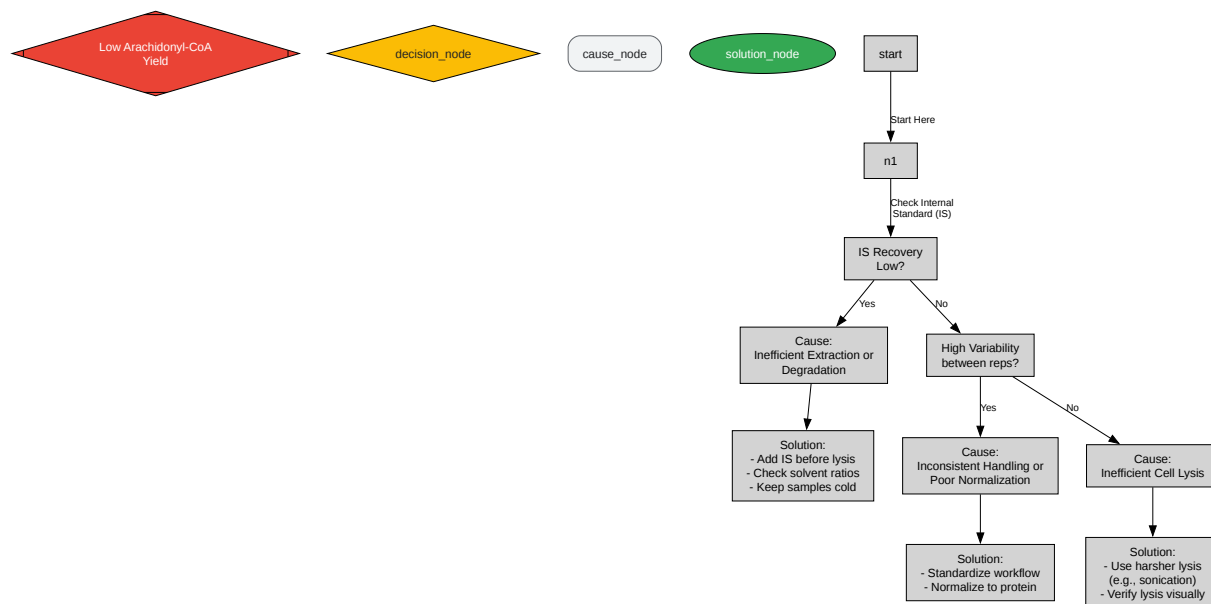 Low Arachidonyl-CoA
Yield
decision_node
cause_node
solution_node
start
Start Here
n1
Check Internal
Standard (IS)
IS Recovery
Low?
Yes
No
Cause:
Inefficient Extraction or
Degradation
High Variability
between reps?
Yes
No
Solution:
- Add IS before lysis
- Check solvent ratios
- Keep samples cold
Cause:
Inconsistent Handling or
Poor Normalization
Cause:
Inefficient Cell Lysis
Solution:
- Standardize workflow
- Normalize to protein
Solution:
- Use harsher lysis
(e.g., sonication)
- Verify lysis visually